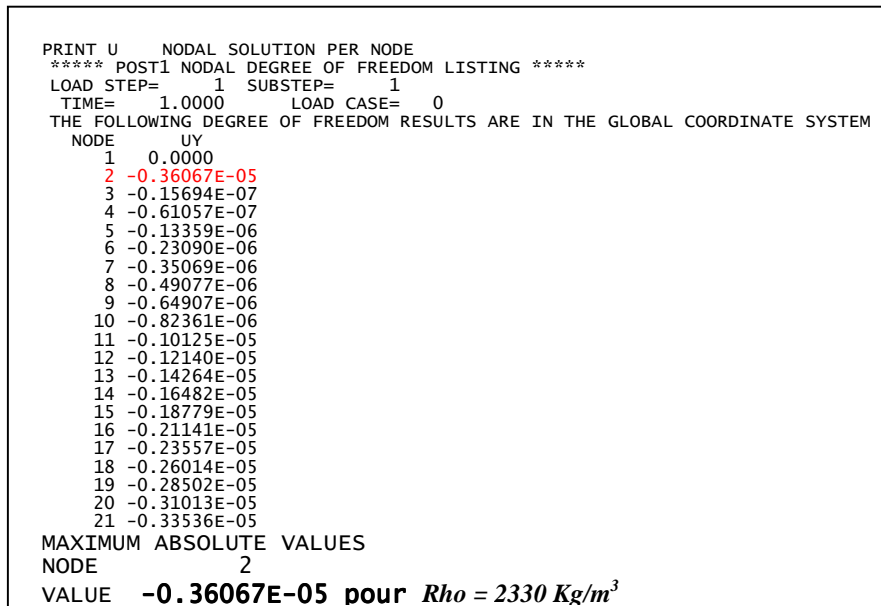 PRINT U NODAL SOLUTION PER NODE
***** POST1 NODAL DEGREE OF FREEDOM LISTING *****
LOAD STEP= 1 SUBSTEP= 1
TIME= 1.0000 LOAD CASE= 0
THE FOLLOWING DEGREE OF FREEDOM RESULTS ARE IN THE GLOBAL COORDINATE SYSTEM
NODE UY
1 0.0000
2 -0.36067E-05
3 -0.15694E-07
4 -0.61057E-07
5 -0.13359E-06
6 -0.23090E-06
7 -0.35069E-06
8 -0.49077E-06
9 -0.64907E-06
10 -0.82361E-06
11 -0.10125E-05
12 -0.12140E-05
13 -0.14264E-05
14 -0.16482E-05
15 -0.18779E-05
16 -0.21141E-05
17 -0.23557E-05
18 -0.26014E-05
19 -0.28502E-05
20 -0.31013E-05
21 -0.33536E-05
MAXIMUM ABSOLUTE VALUES
NODE 2
VALUE -0.36067E-05 pour Rho = 2330 Kg/m³